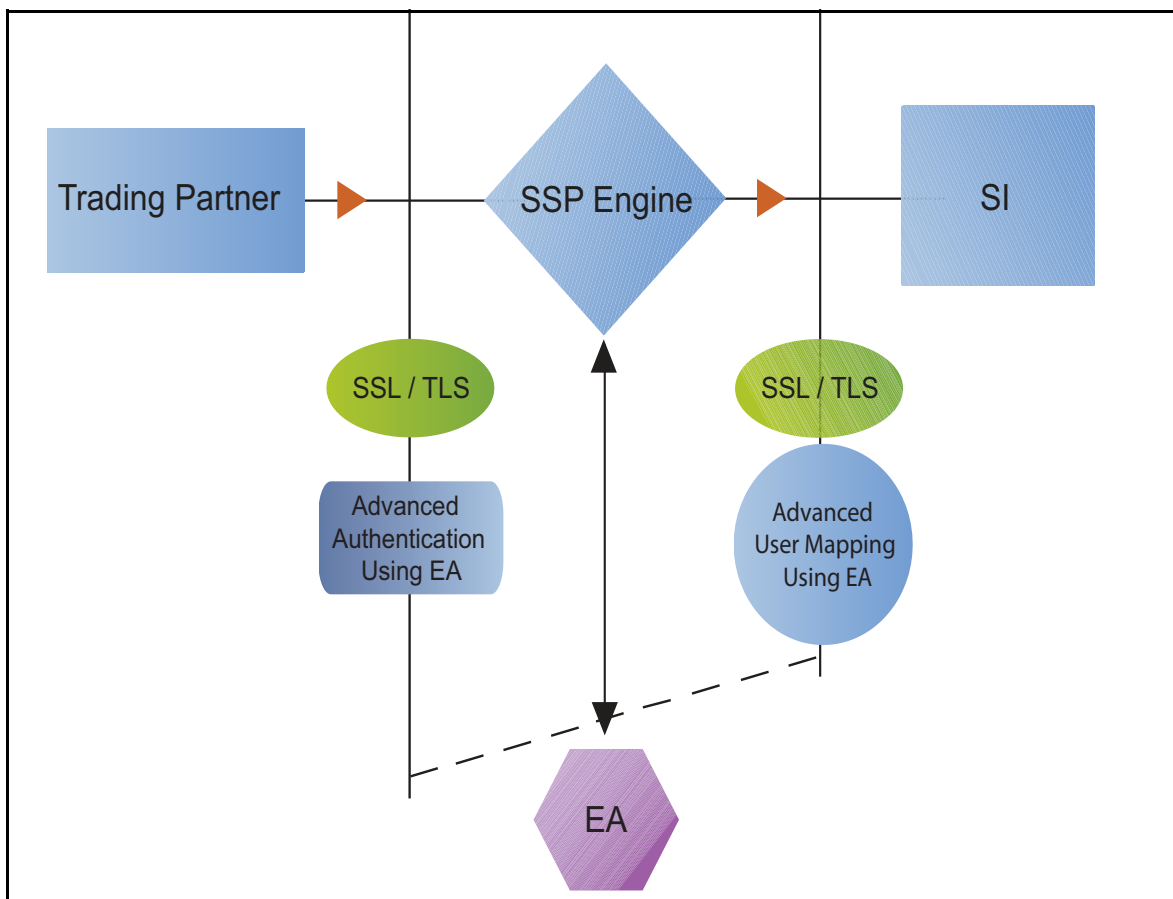 Trading Partner
SSP Engine
SI
SSL / TLS
SSL / TLS
Advanced
Authentication
Using EA
Advanced
User Mapping
Using EA
EA